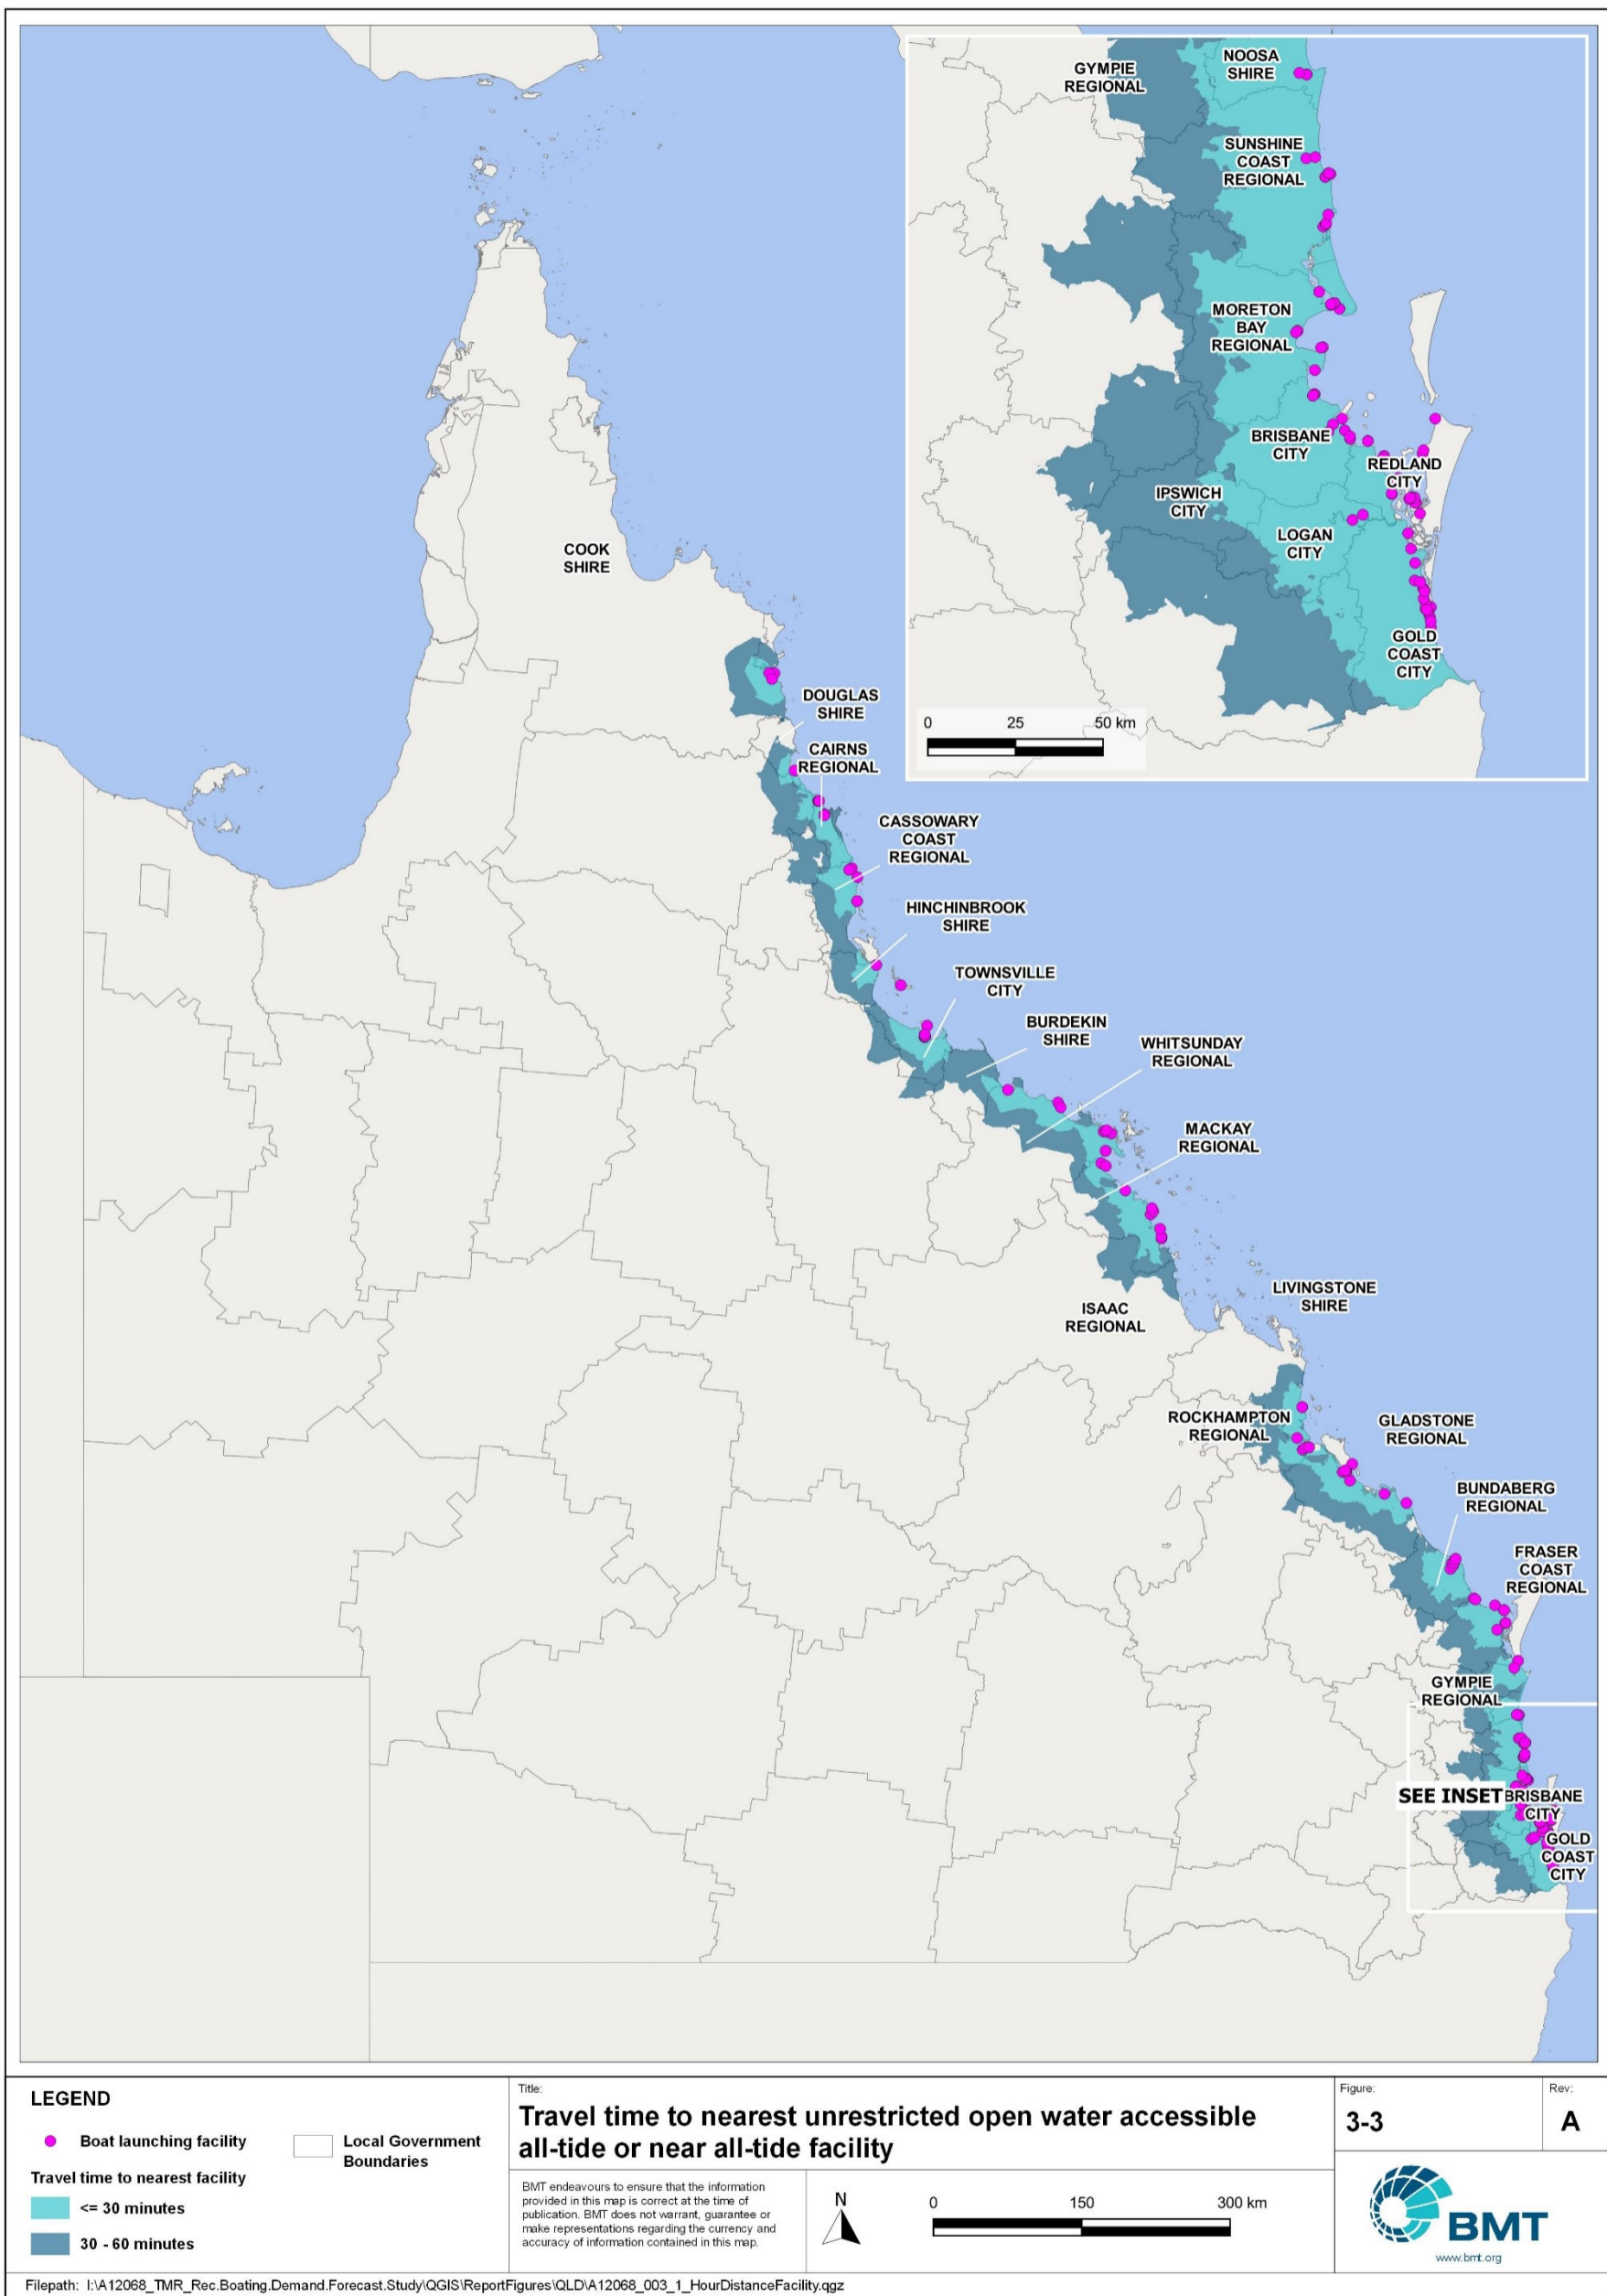 GYMPIE
REGIONAL
NOOSA
SHIRE
SUNSHINE
COAST
REGIONAL
MORETON
BAY
REGIONAL
BRISBANE
CITY
REDLAND
CITY
IPSWICH
CITY
LOGAN
CITY
GOLD
COAST
CITY
0 25 50 km
COOK
SHIRE
DOUGLAS
SHIRE
CAIRNS
REGIONAL
CASSOWARY
COAST
REGIONAL
HINCHINBROOK
SHIRE
TOWNSVILLE
CITY
BURDEKIN
SHIRE
WHITSUNDAY
REGIONAL
MACKAY
REGIONAL
LIVINGSTONE
SHIRE
ISAAC
REGIONAL
ROCKHAMPTON
REGIONAL
GLADSTONE
REGIONAL
BUNDABERG
REGIONAL
FRASER
COAST
REGIONAL
GYMPIE
REGIONAL
SEE INSET
BRISBANE
CITY
GOLD
COAST
CITY
LEGEND
Boat launching facility
Local Government
Boundaries
Travel time to nearest facility
<= 30 minutes
30 - 60 minutes
Title:
Travel time to nearest unrestricted open water accessible
all-tide or near all-tide facility
BMT endeavours to ensure that the information
provided in this map is correct at the time of
publication. BMT does not warrant, guarantee or
make representations regarding the currency and
accuracy of information contained in this map.
N
0 150 300 km
Figure:
3-3
Rev:
A
BMT
www.bmt.org
Filepath: I:\A12068_TMR_Rec.Boating.Demand.Forecast.Study\QGIS\ReportFigures\QLD\A12068_003_1_HourDistanceFacility.qgz